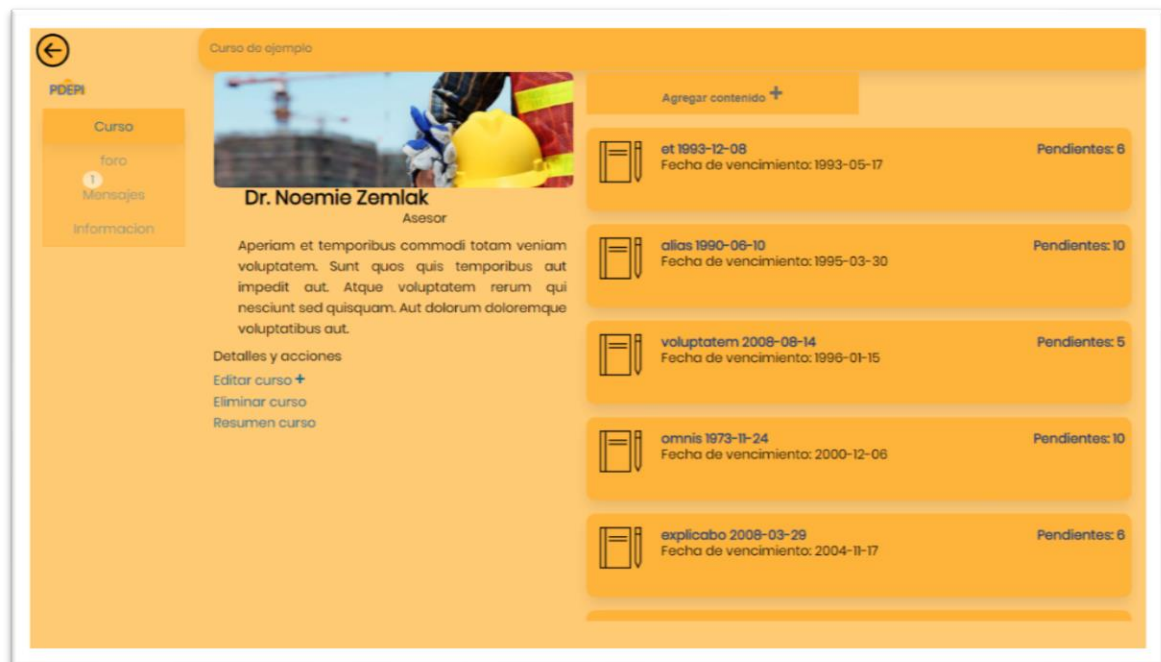 Curso de ejemplo
PDEPI
Curso
foro
1
Mensajes
Informacion
Dr. Noemie Zemlak
Asesor
Aperiam et temporibus commodi totam veniam
voluptatem. Sunt quos quis temporibus aut
impedit aut. Atque voluptatem rerum qui
nesciunt sed quisquam. Aut dolorum doloremque
voluptatibus aut.
Detalles y acciones
Editar curso +
Eliminar curso
Resumen curso
Agregar contenido +
et 1993-12-08 Pendientes: 6
Fecha de vencimiento: 1993-05-17
alias 1990-06-10 Pendientes: 10
Fecha de vencimiento: 1995-03-30
voluptatem 2008-08-14 Pendientes: 5
Fecha de vencimiento: 1996-01-15
omnis 1973-11-24 Pendientes: 10
Fecha de vencimiento: 2000-12-06
explicabo 2008-03-29 Pendientes: 6
Fecha de vencimiento: 2004-11-17